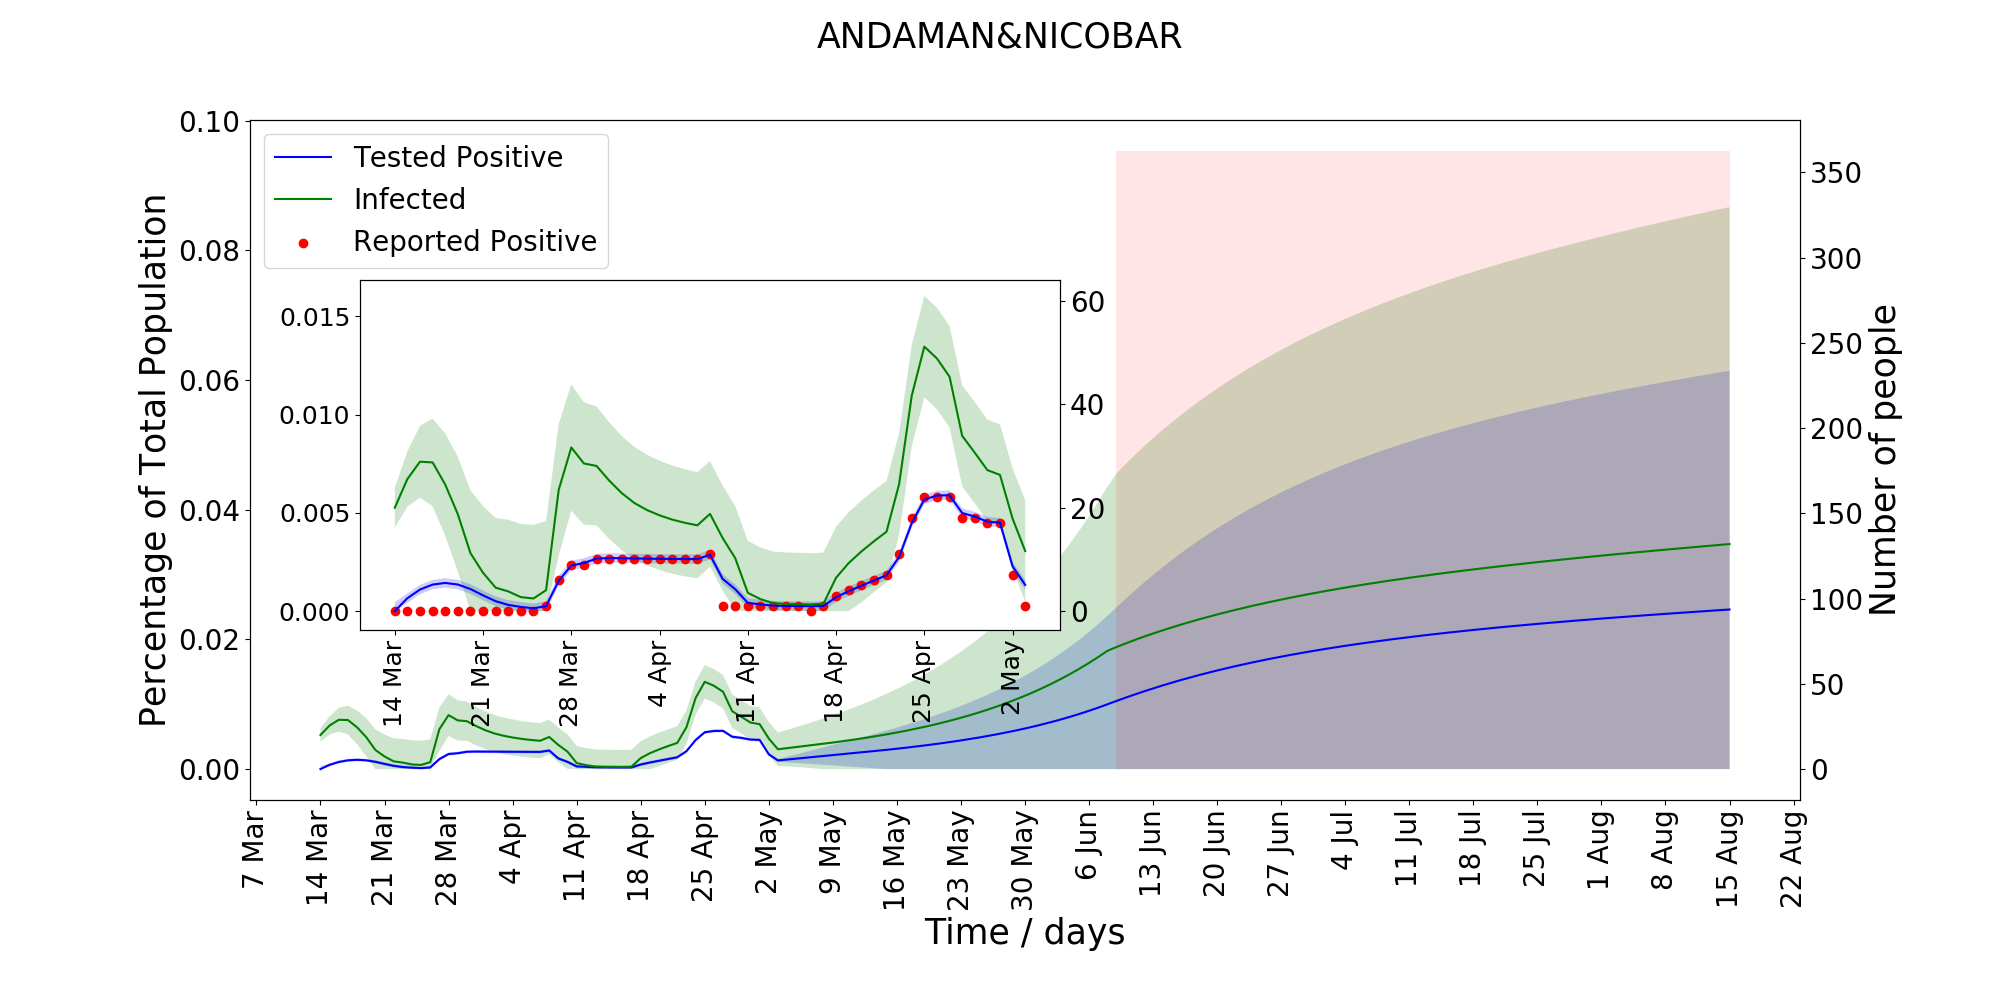 ANDAMAN&NICOBAR
0.10
0.08
0.06
0.04
0.02
0.00
Percentage of Total Population
Tested Positive
Infected
Reported Positive
0.015
0.010
0.005
0.000
60
40
20
0
14 Mar
21 Mar
28 Mar
4 Apr
11 Apr
18 Apr
25 Apr
2 May
350
300
250
200
150
100
50
0
Number of people
7 Mar
14 Mar
21 Mar
28 Mar
4 Apr
11 Apr
18 Apr
25 Apr
2 May
9 May
16 May
23 May
30 May
6 Jun
13 Jun
20 Jun
27 Jun
4 Jul
11 Jul
18 Jul
25 Jul
1 Aug
8 Aug
15 Aug
22 Aug
Time / days